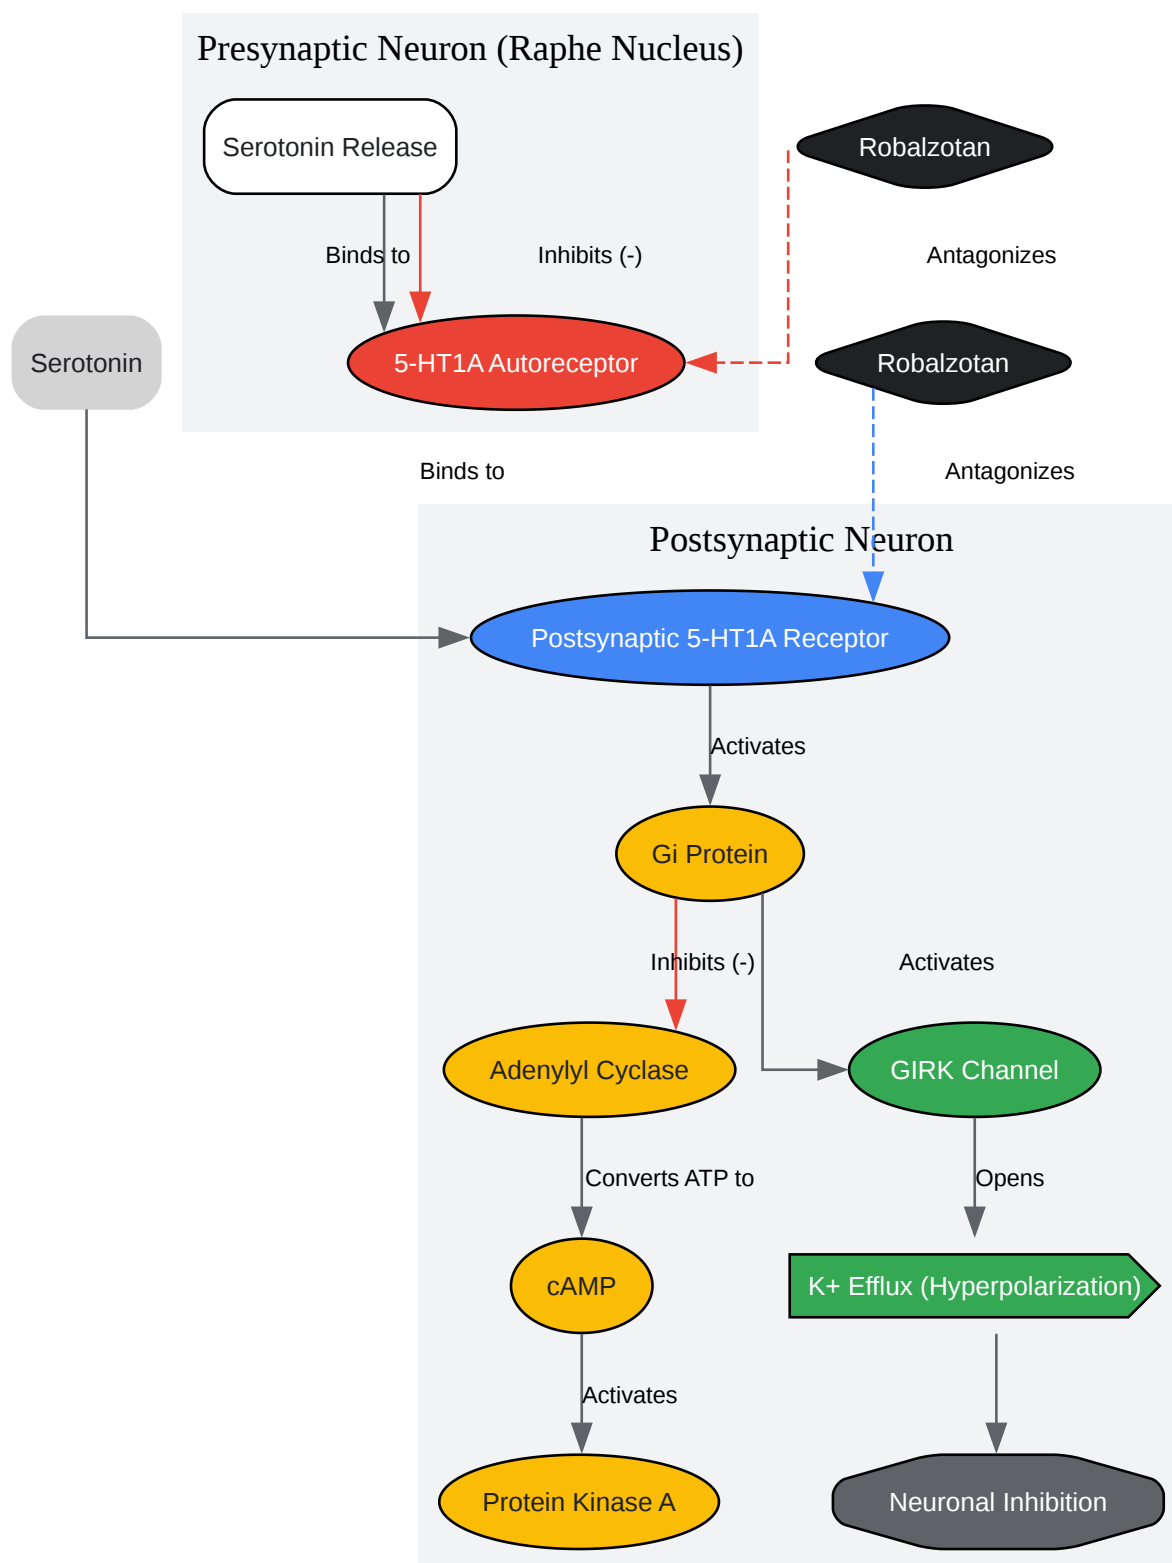 Presynaptic Neuron (Raphe Nucleus)
Serotonin Release
Robalzotan
Binds to
Inhibits (-)
Antagonizes
Serotonin
5-HT1A Autoreceptor
Robalzotan
Binds to
Antagonizes
Postsynaptic Neuron
Postsynaptic 5-HT1A Receptor
Activates
Gi Protein
Inhibits (-)
Activates
Adenylyl Cyclase
GIRK Channel
Converts ATP to
Opens
cAMP
K+ Efflux (Hyperpolarization)
Activates
Protein Kinase A
Neuronal Inhibition